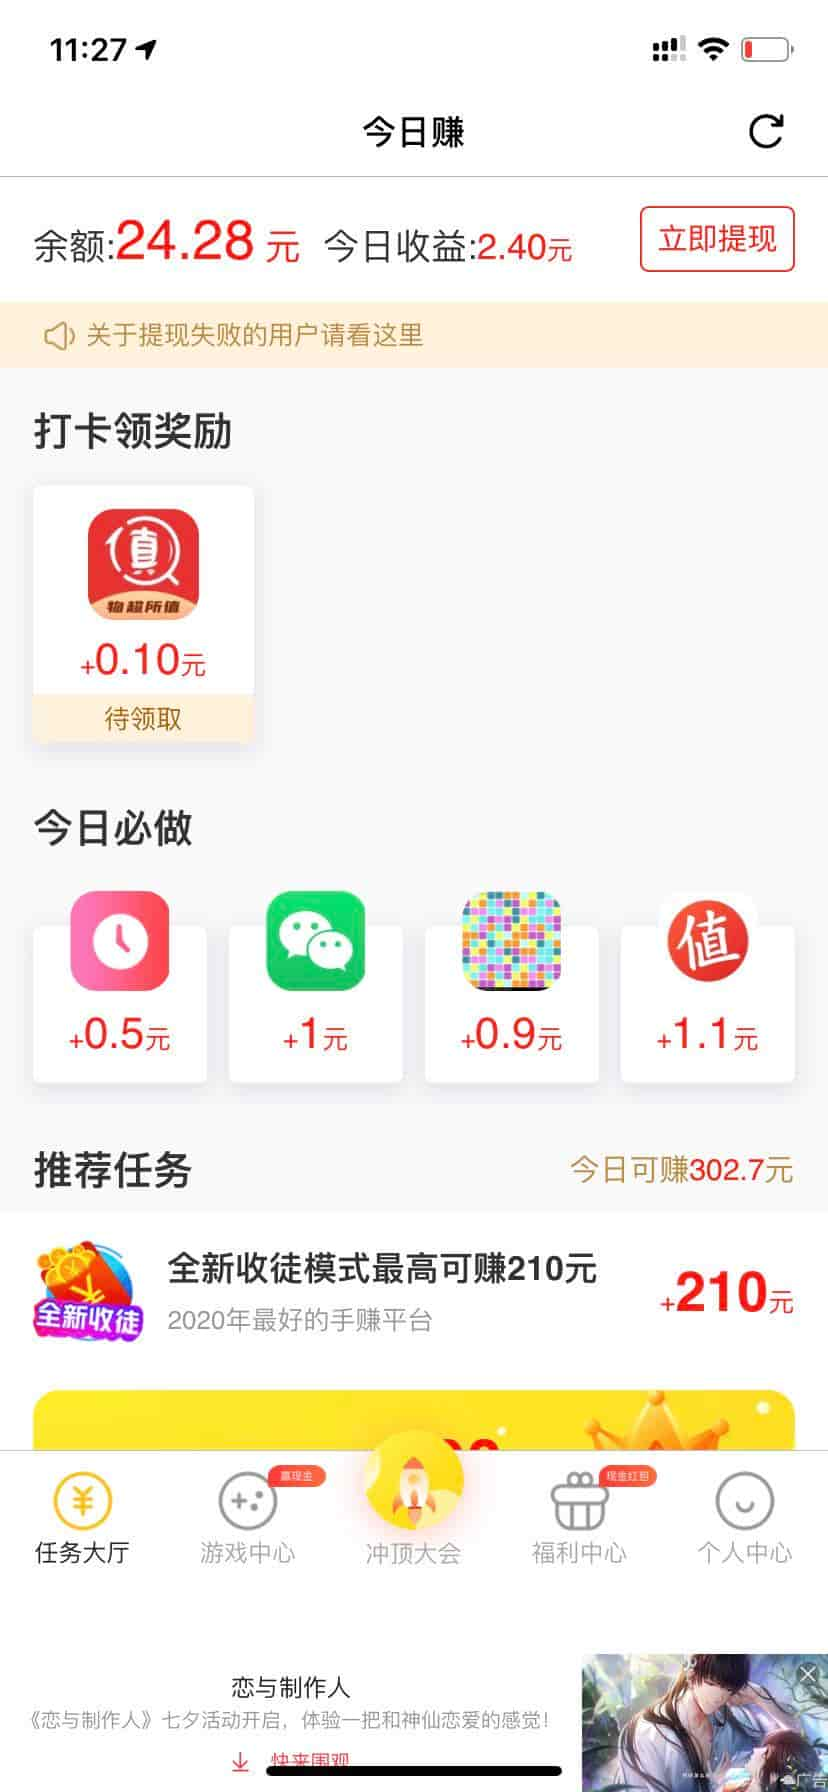 11:27
今日赚
余额:24.28 元 今日收益:2.40元
立即提现
关于提现失败的用户请看这里
打卡领奖励
值
物超所值
+0.10元
待领取
今日必做
值
+0.5元 +1元 +0.9元 +1.1元
推荐任务 今日可赚302.7元
全新收徒
全新收徒模式最高可赚210元
2020年最好的手赚平台
+210元
赢现金 现金红包
任务大厅 游戏中心 冲顶大会 福利中心 个人中心
恋与制作人
《恋与制作人》七夕活动开启，体验一把和神仙恋爱的感觉！
快来围观
广告